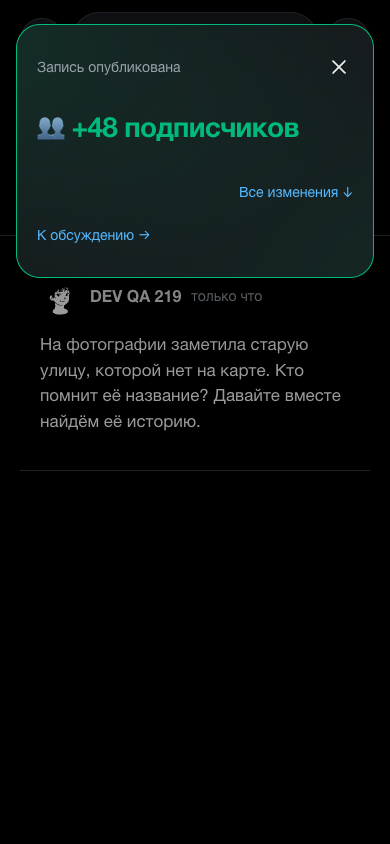 Запись опубликована
+48 подписчиков
Все изменения ↓
К обсуждению →
DEV QA 219 только что
На фотографии заметила старую
улицу, которой нет на карте. Кто
помнит её название? Давайте вместе
найдём её историю.